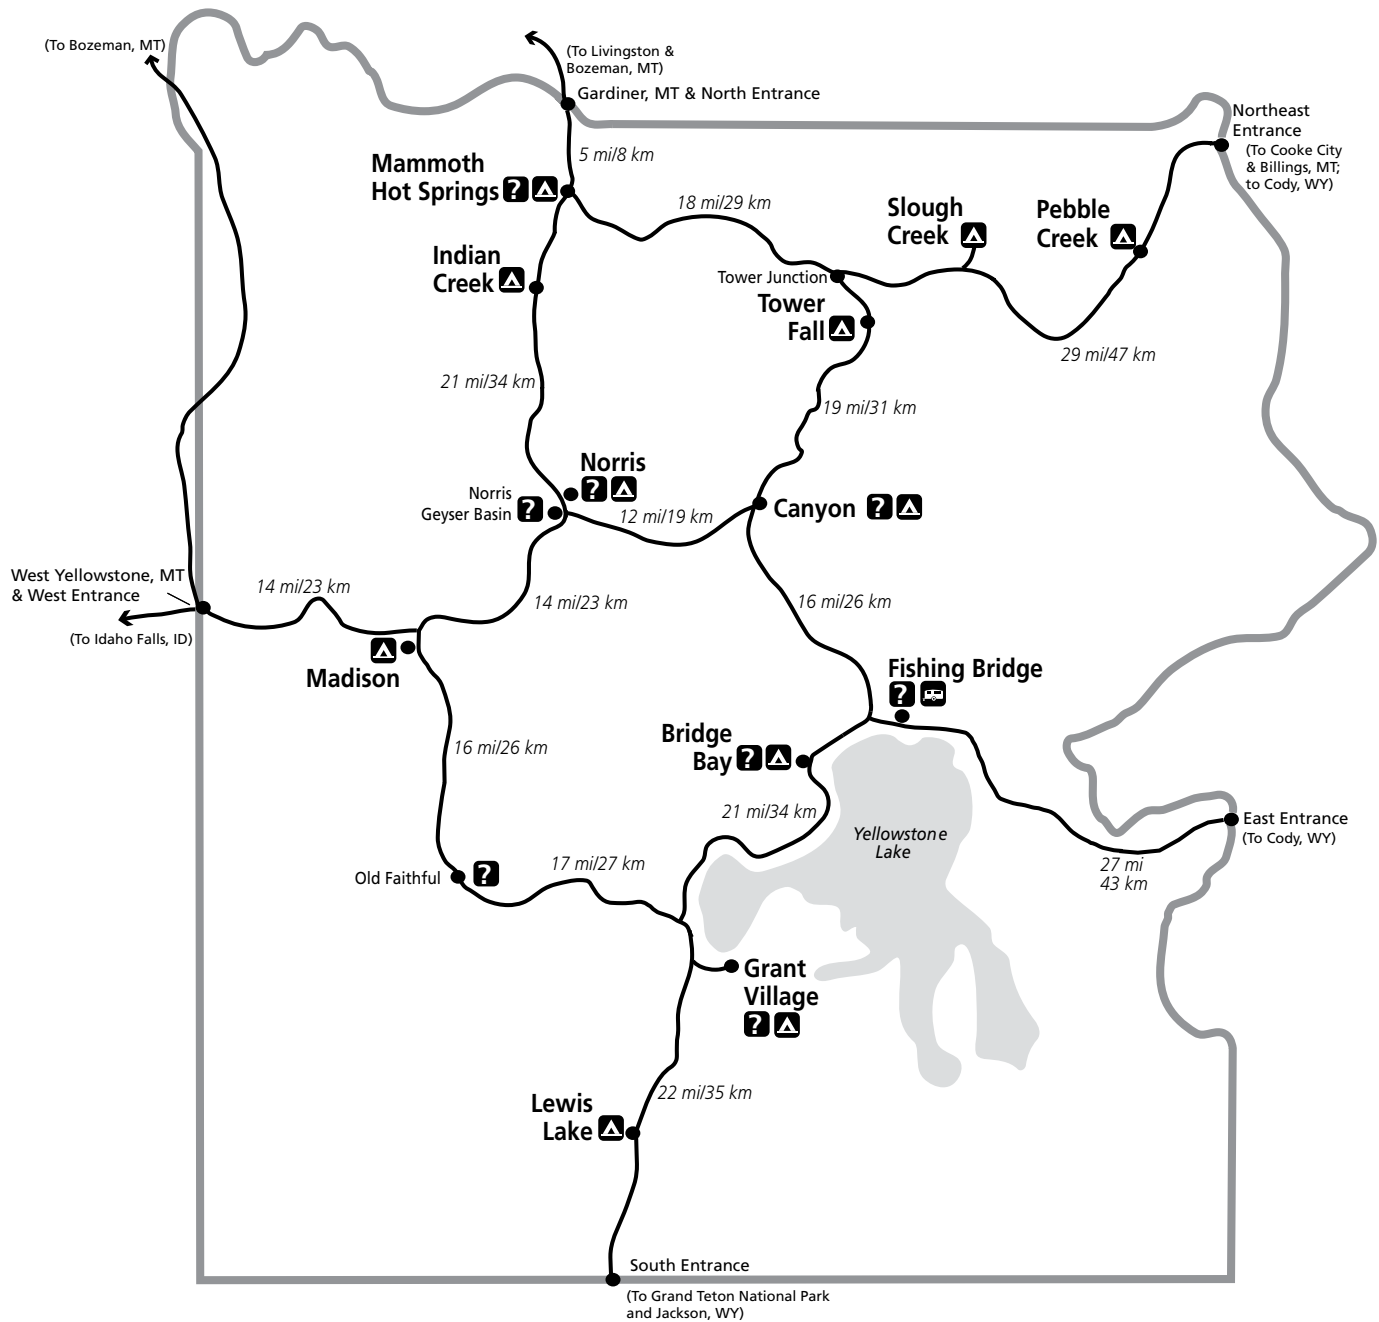 (To Bozeman, MT)
(To Livingston &
Bozeman, MT)
Gardiner, MT & North Entrance
Northeast
Entrance
(To Cooke City
& Billings, MT;
to Cody, WY)
5 mi/8 km
Mammoth
Hot Springs ?
18 mi/29 km
Slough
Creek
Pebble
Creek
Indian
Creek
Tower Junction
Tower
Fall
29 mi/47 km
21 mi/34 km
19 mi/31 km
Norris
?
Norris
Geyser Basin ?
12 mi/19 km
Canyon ?
West Yellowstone, MT
& West Entrance
14 mi/23 km
14 mi/23 km
16 mi/26 km
(To Idaho Falls, ID)
Madison
Fishing Bridge
?
16 mi/26 km
Bridge
Bay ?
21 mi/34 km
Yellowstone
Lake
East Entrance
(To Cody, WY)
27 mi
43 km
Old Faithful ?
17 mi/27 km
Grant
Village
?
22 mi/35 km
Lewis
Lake
South Entrance
(To Grand Teton National Park
and Jackson, WY)